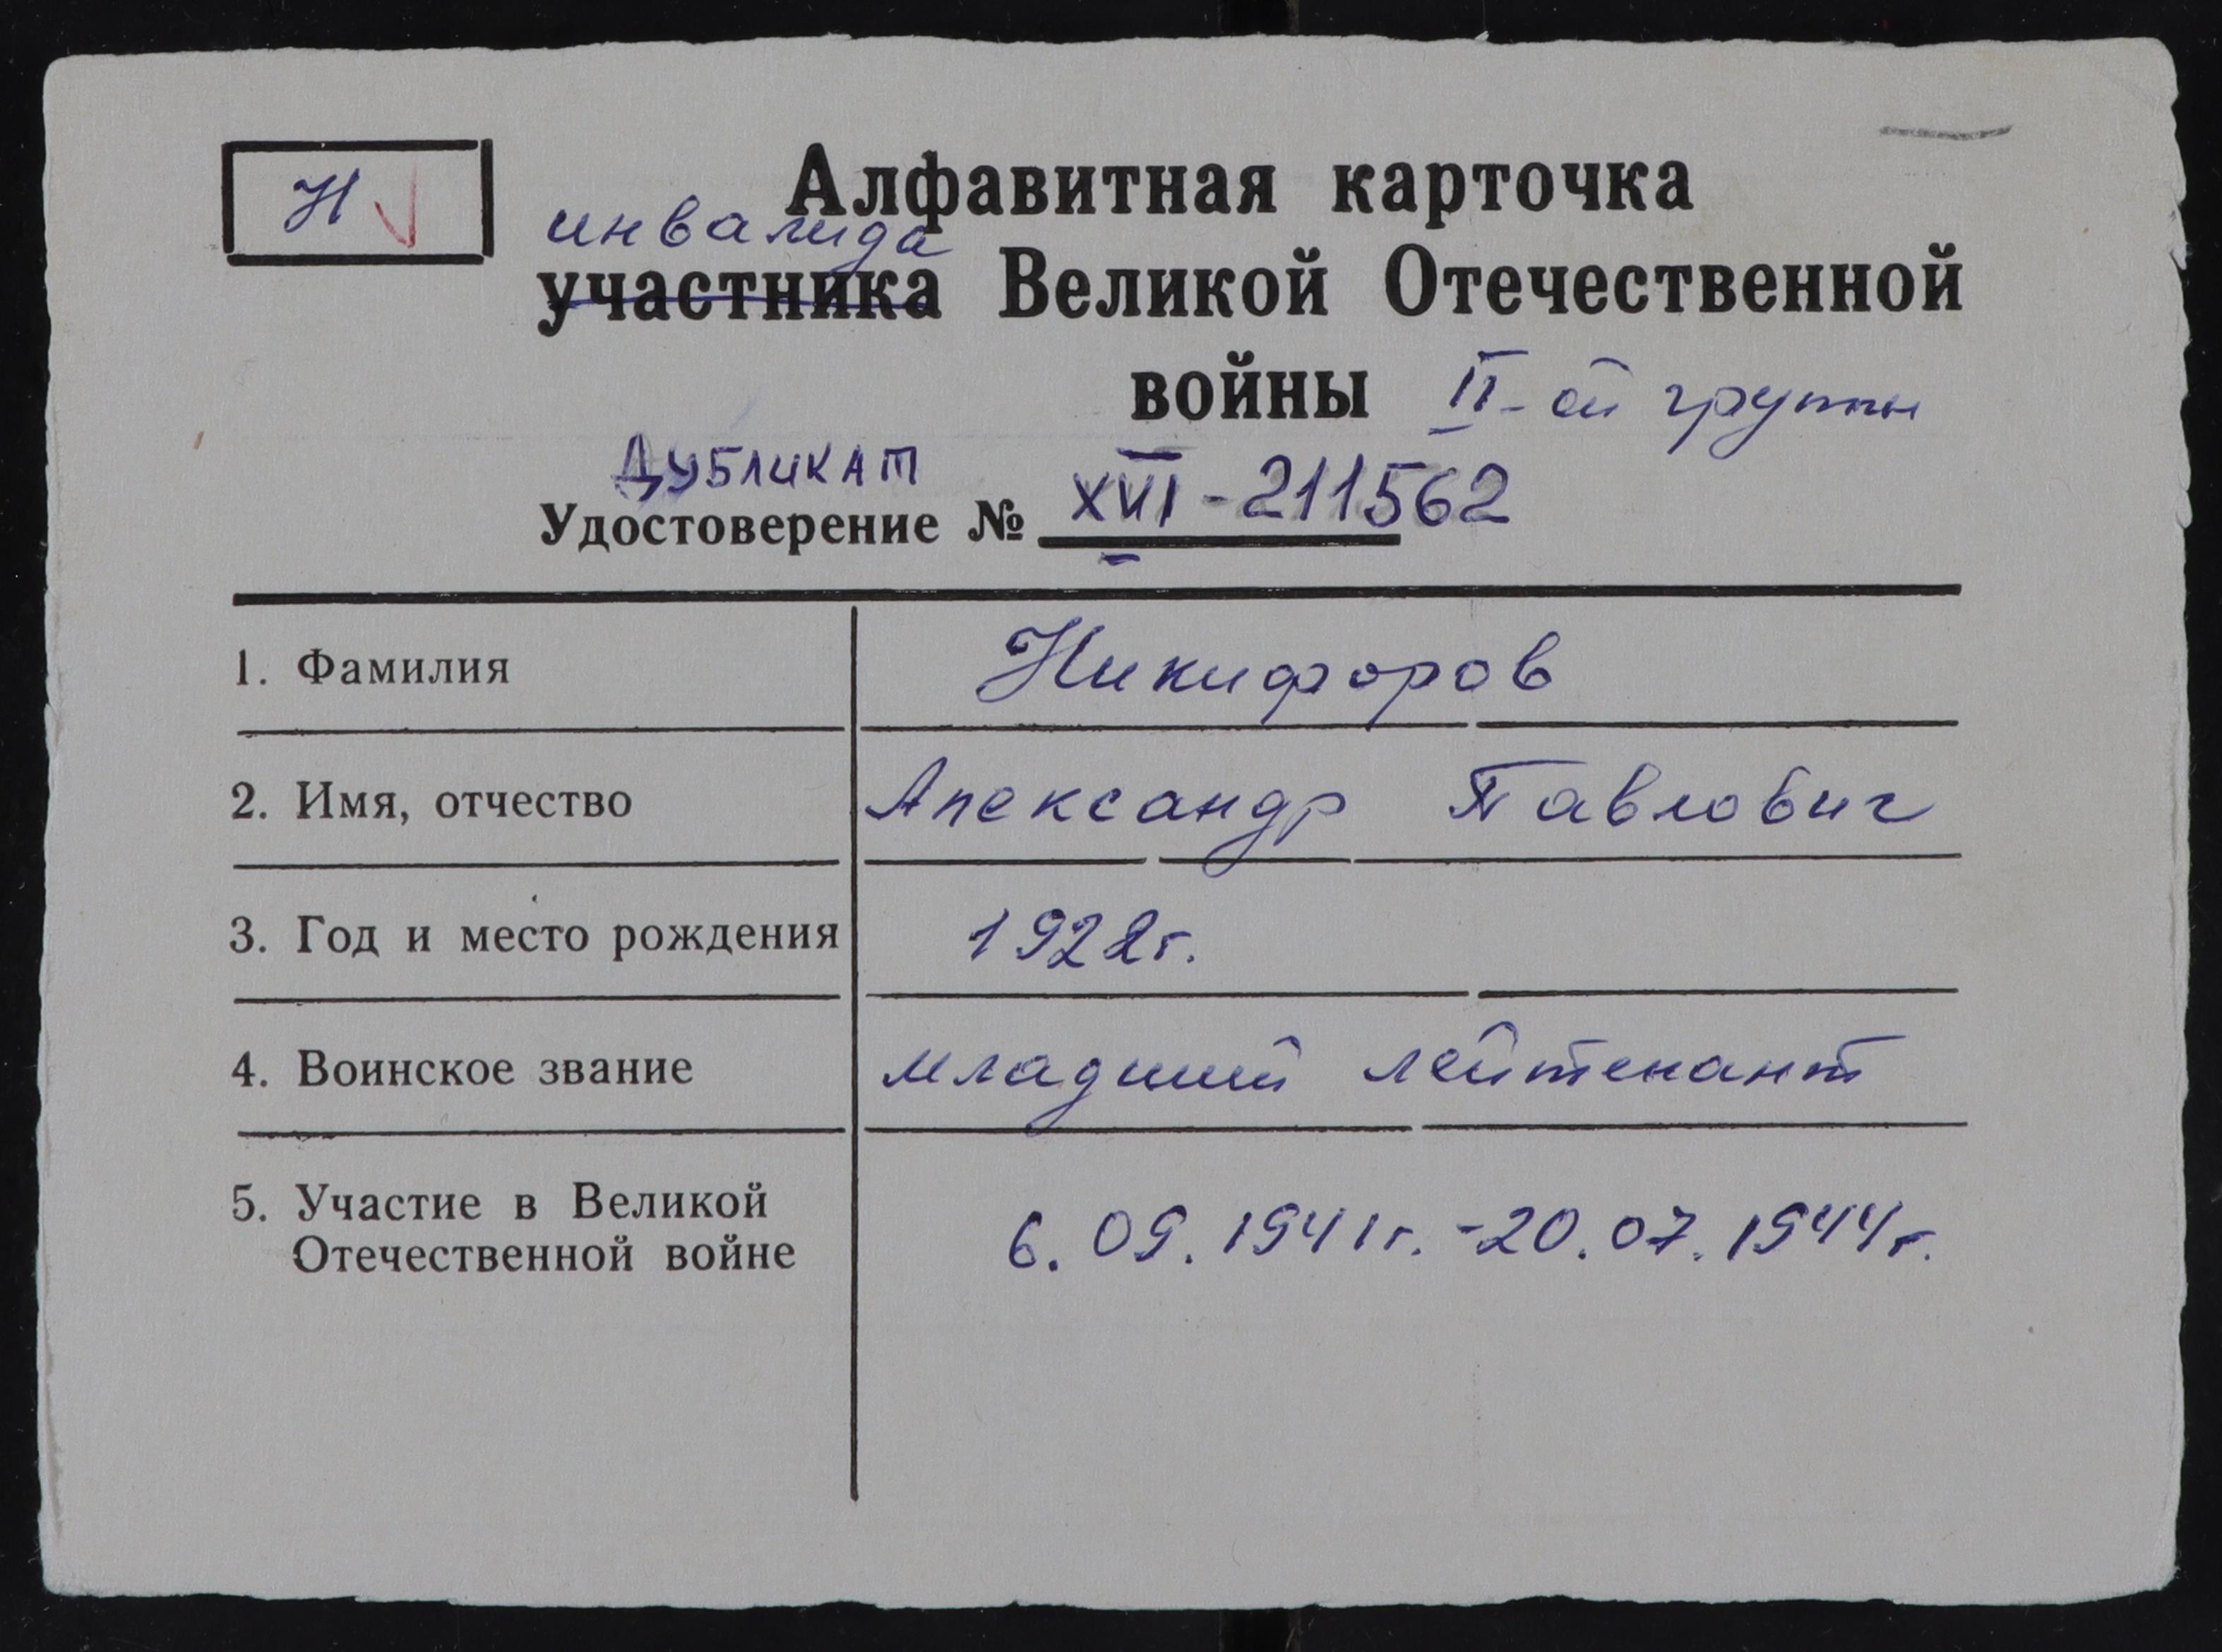 Н
Алфавитная карточка
инвалида
участника Великой Отечественной
войны II-ой группы
ДУБЛИКАТ
Удостоверение № XVI-211562
1. Фамилия Никифоров
2. Имя, отчество Александр Павлович
3. Год и место рождения 1922г.
4. Воинское звание младший лейтенант
5. Участие в Великой
Отечественной войне 6.09.1941г.-20.07.1944г.